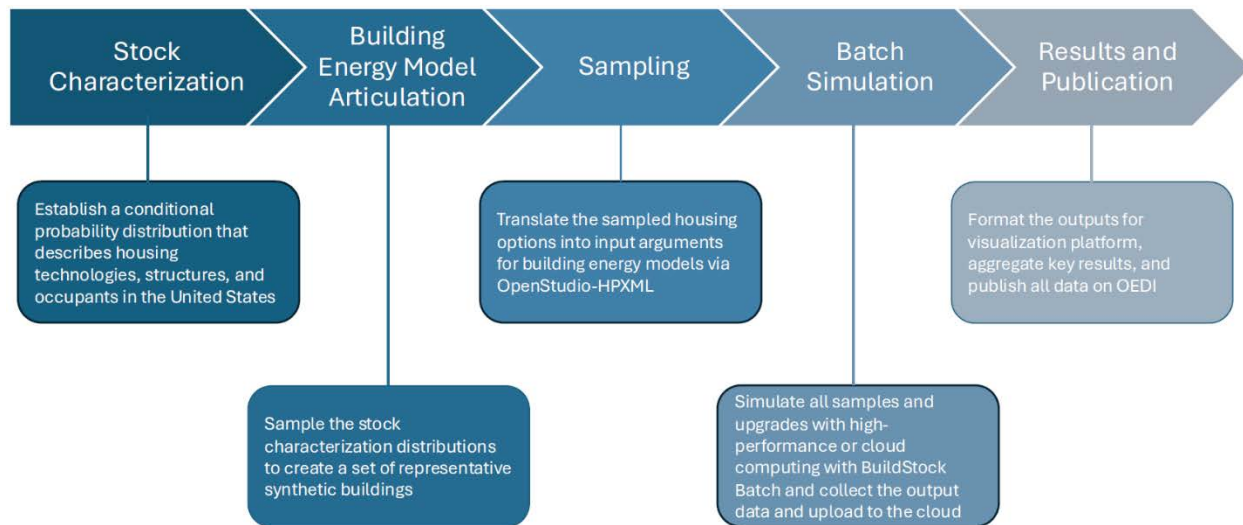 Stock
Characterization
Building
Energy Model
Articulation
Sampling
Batch
Simulation
Results and
Publication
Establish a conditional
probability distribution that
describes housing
technologies, structures, and
occupants in the United States
Translate the sampled housing
options into input arguments
for building energy models via
OpenStudio-HPXML
Format the outputs for
visualization platform,
aggregate key results, and
publish all data on OEDI
Sample the stock
characterization distributions
to create a set of representative
synthetic buildings
Simulate all samples and
upgrades with high-
performance or cloud
computing with BuildStock
Batch and collect the output
data and upload to the cloud